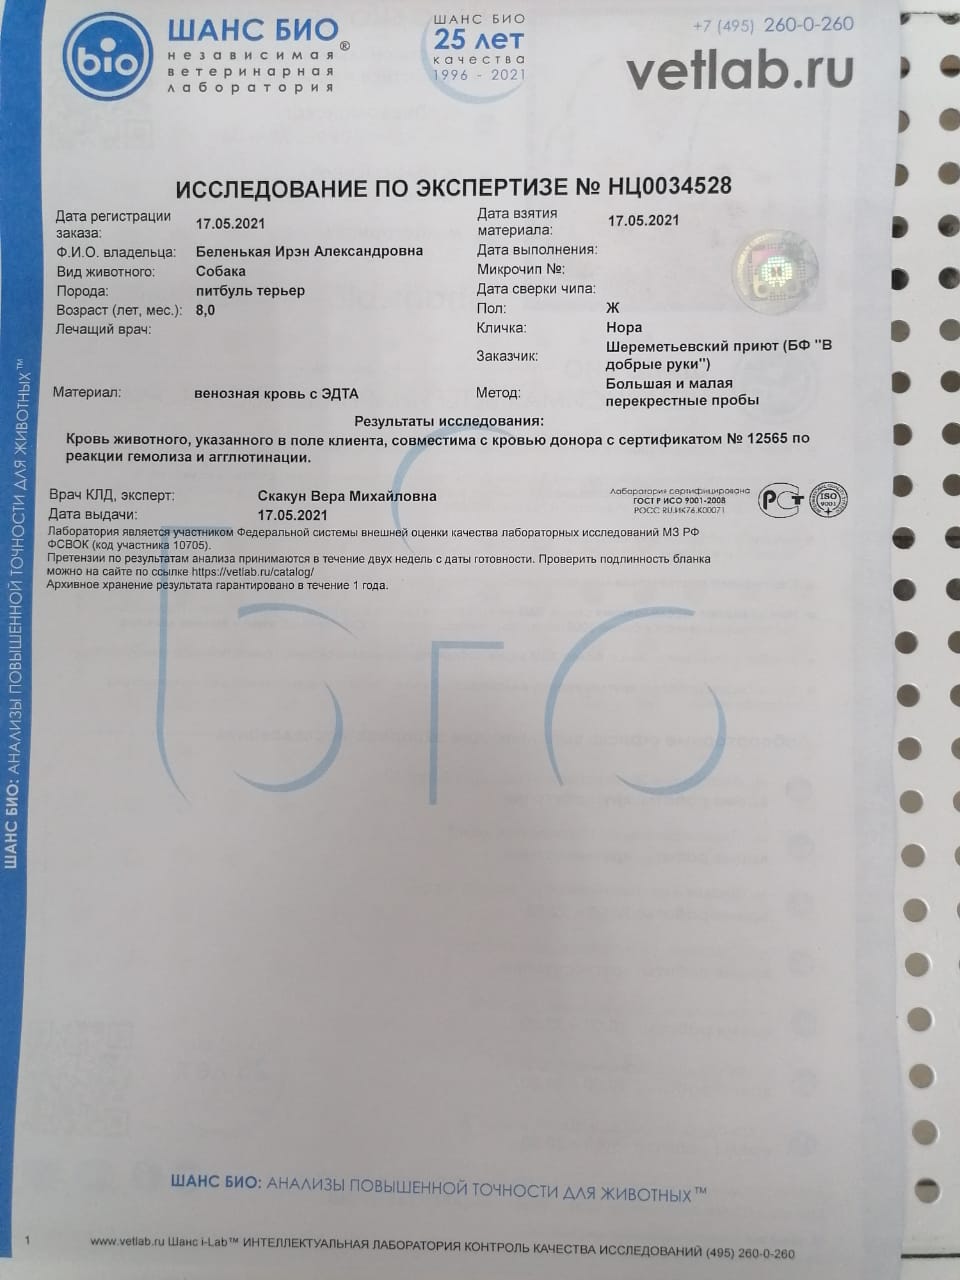 bio
ШАНС БИО®
независимая
ветеринарная
лаборатория
ШАНС БИО
25 лет
качества
1996 - 2021
+7 (495) 260-0-260
vetlab.ru
ИССЛЕДОВАНИЕ ПО ЭКСПЕРТИЗЕ № НЦ0034528
Дата регистрации заказа: 17.05.2021
Дата взятия материала: 17.05.2021
Ф.И.О. владельца: Беленькая Ирэн Александровна
Дата выполнения:
Вид животного: Собака
Микрочип №:
Порода: питбуль терьер
Дата сверки чипа:
Возраст (лет, мес.): 8,0
Пол: Ж
Лечащий врач:
Кличка: Нора
Заказчик: Шереметьевский приют (БФ "В добрые руки")
Материал: венозная кровь с ЭДТА
Метод: Большая и малая перекрестные пробы
Результаты исследования:
Кровь животного, указанного в поле клиента, совместима с кровью донора с сертификатом № 12565 по
реакции гемолиза и агглютинации.
Врач КЛД, эксперт: Скакун Вера Михайловна
Дата выдачи: 17.05.2021
Лаборатория сертифицирована
ГОСТ Р ИСО 9001-2008
РОСС RU.ИК76.К00071
РСТ
ISO
9001
Лаборатория является участником Федеральной системы внешней оценки качества лабораторных исследований МЗ РФ
ФСВОК (код участника 10705).
Претензии по результатам анализа принимаются в течение двух недель с даты готовности. Проверить подлинность бланка
можно на сайте по ссылке https://vetlab.ru/catalog/
Архивное хранение результата гарантировано в течение 1 года.
ШАНС БИО: АНАЛИЗЫ ПОВЫШЕННОЙ ТОЧНОСТИ ДЛЯ ЖИВОТНЫХ™
БІО
ШАНС БИО: АНАЛИЗЫ ПОВЫШЕННОЙ ТОЧНОСТИ ДЛЯ ЖИВОТНЫХ™
1
www.vetlab.ru Шанс i-Lab™ ИНТЕЛЛЕКТУАЛЬНАЯ ЛАБОРАТОРИЯ КОНТРОЛЬ КАЧЕСТВА ИССЛЕДОВАНИЙ (495) 260-0-260